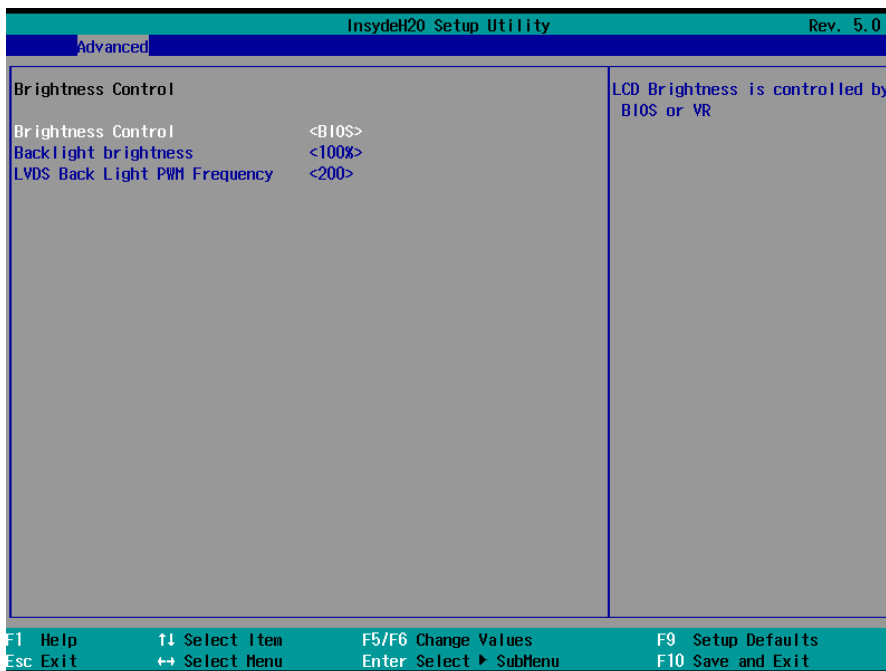 InsydeH20 Setup Utility Rev. 5.0
Advanced
Brightness Control
Brightness Control <BIOS>
Backlight brightness <100%>
LVDS Back Light PWM Frequency <200>
LCD Brightness is controlled by
BIOS or VR
F1 Help ↑↓ Select Item F5/F6 Change Values F9 Setup Defaults
Esc Exit ↔ Select Menu Enter Select ▶ SubMenu F10 Save and Exit